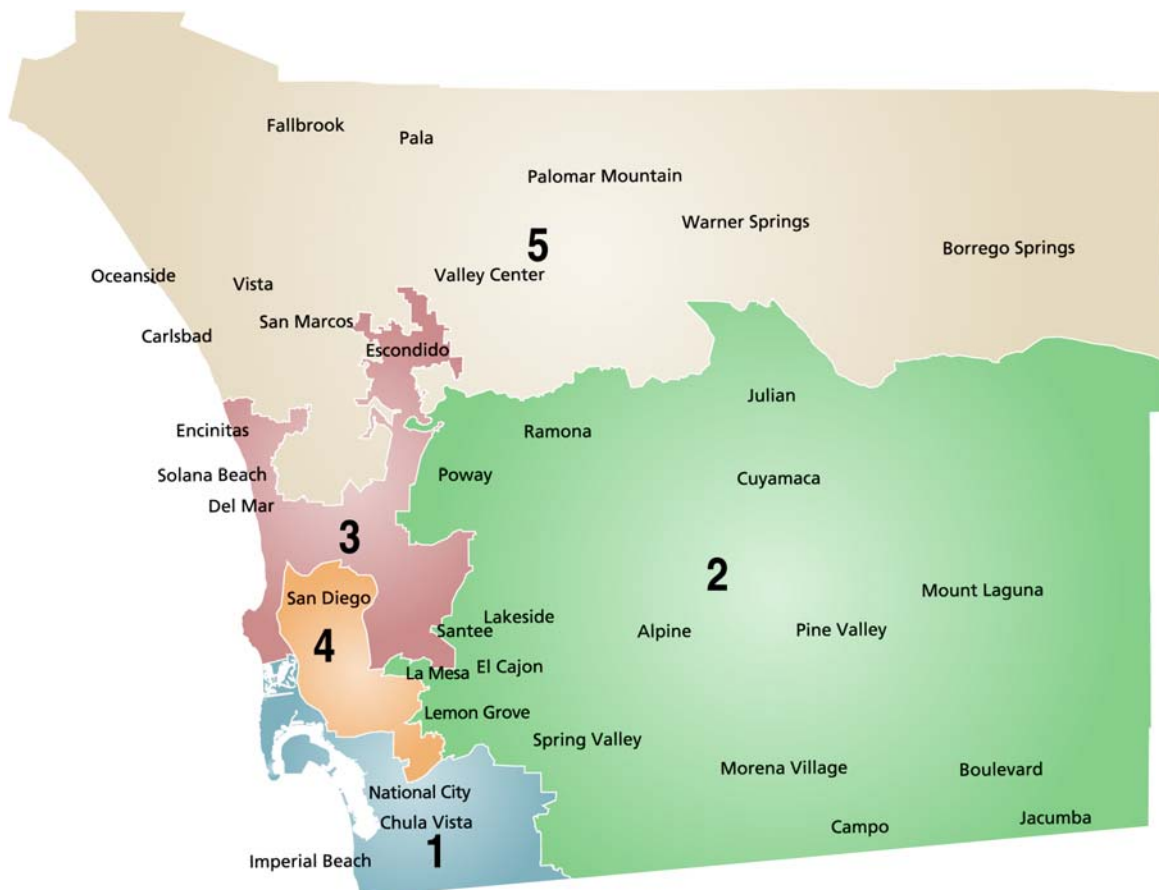 Fallbrook
Pala
Palomar Mountain
Warner Springs
Borrego Springs
5
Oceanside
Vista
Valley Center
San Marcos
Carlsbad
Escondido
Julian
Encinitas
Ramona
Solana Beach
Poway
Cuyamaca
Del Mar
3
2
San Diego
Mount Laguna
Lakeside
Santee
Alpine
Pine Valley
4
La Mesa
El Cajon
Lemon Grove
Spring Valley
Morena Village
Boulevard
National City
Chula Vista
Campo
Jacumba
1
Imperial Beach